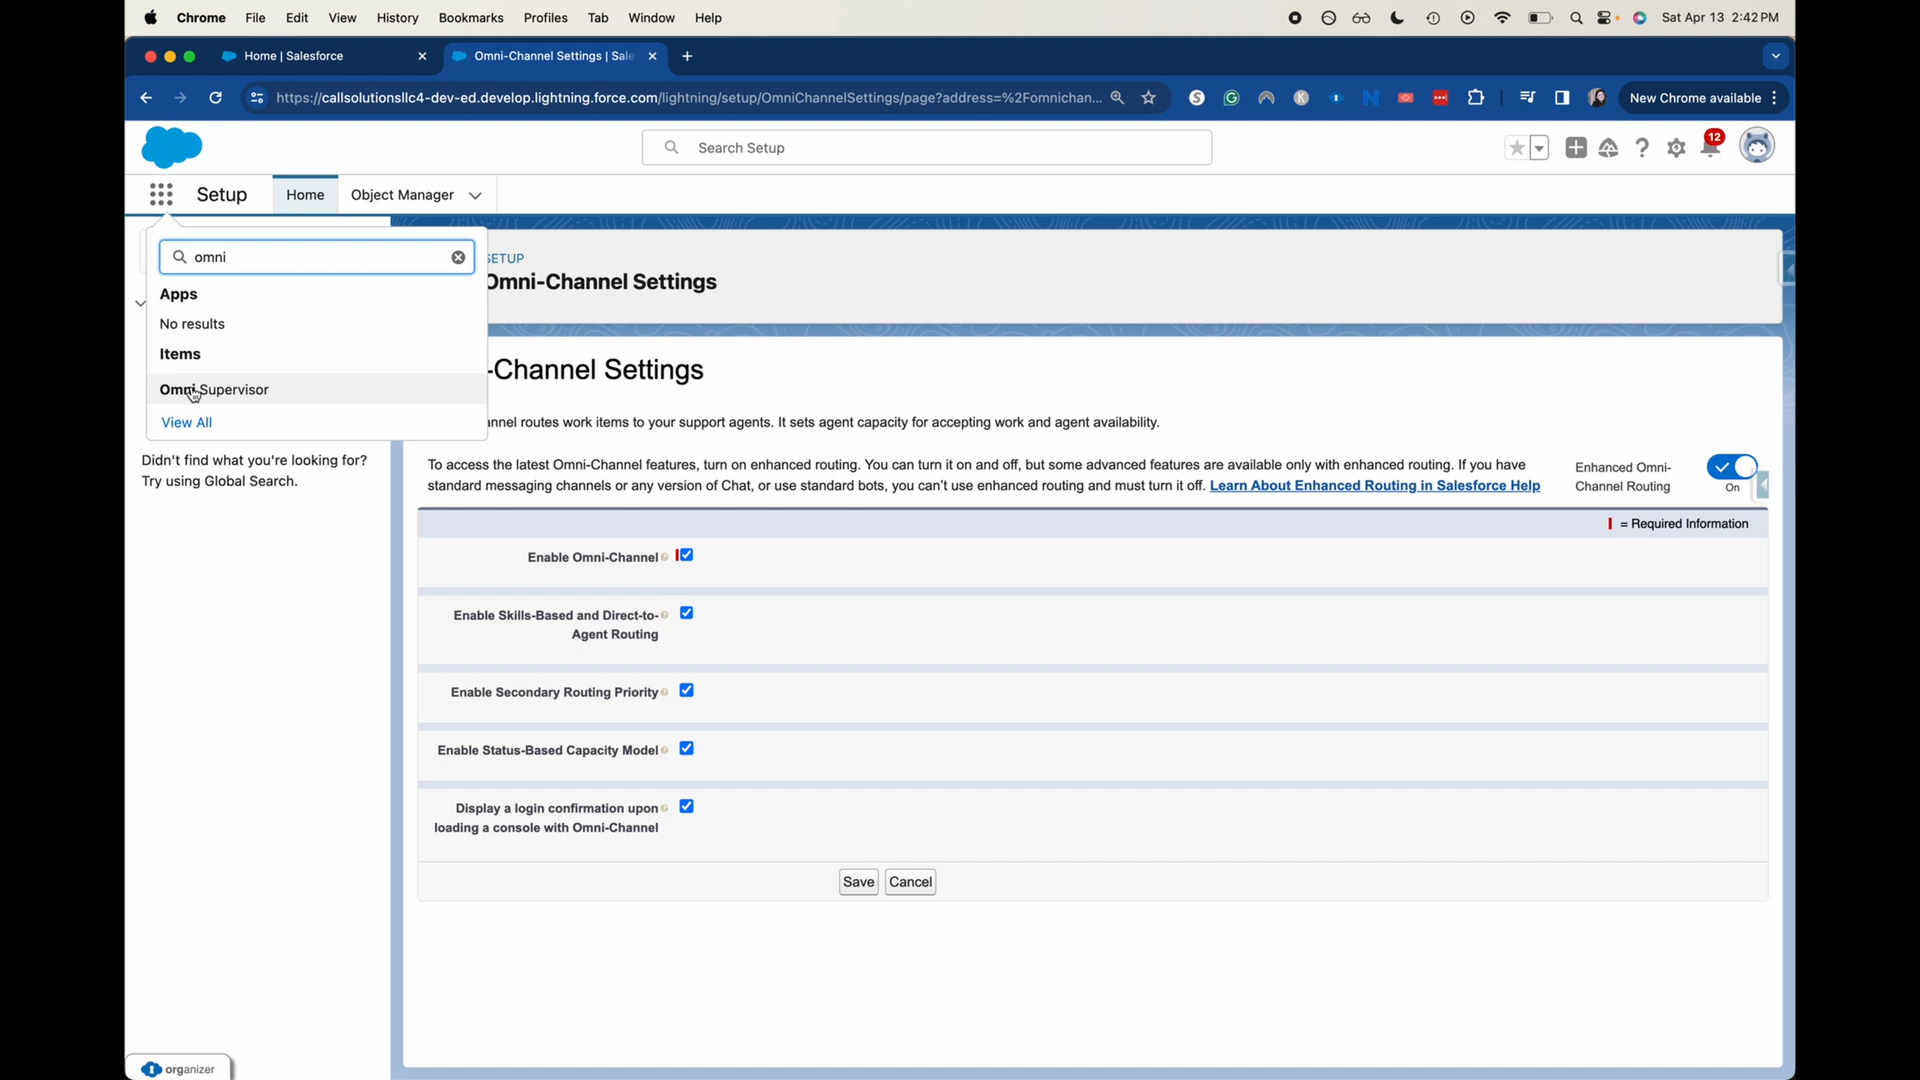 Chrome File Edit View History Bookmarks Profiles Tab Window Help Sat Apr 13 2:42 PM
Home | Salesforce Omni-Channel Settings | Sale
https://callsolutionsllc4-dev-ed.develop.lightning.force.com/lightning/setup/OmniChannelSettings/page?address=%2Fomnichan... New Chrome available
Search Setup 12
Setup Home Object Manager
omni
Apps
No results
Items
Omni Supervisor
View All
Didn't find what you're looking for?
Try using Global Search.
SETUP
Omni-Channel Settings
-Channel Settings
nnel routes work items to your support agents. It sets agent capacity for accepting work and agent availability.
To access the latest Omni-Channel features, turn on enhanced routing. You can turn it on and off, but some advanced features are available only with enhanced routing. If you have
standard messaging channels or any version of Chat, or use standard bots, you can't use enhanced routing and must turn it off. Learn About Enhanced Routing in Salesforce Help
Enhanced Omni-
Channel Routing
On
= Required Information
Enable Omni-Channel
Enable Skills-Based and Direct-to-
Agent Routing
Enable Secondary Routing Priority
Enable Status-Based Capacity Model
Display a login confirmation upon
loading a console with Omni-Channel
Save Cancel
organizer